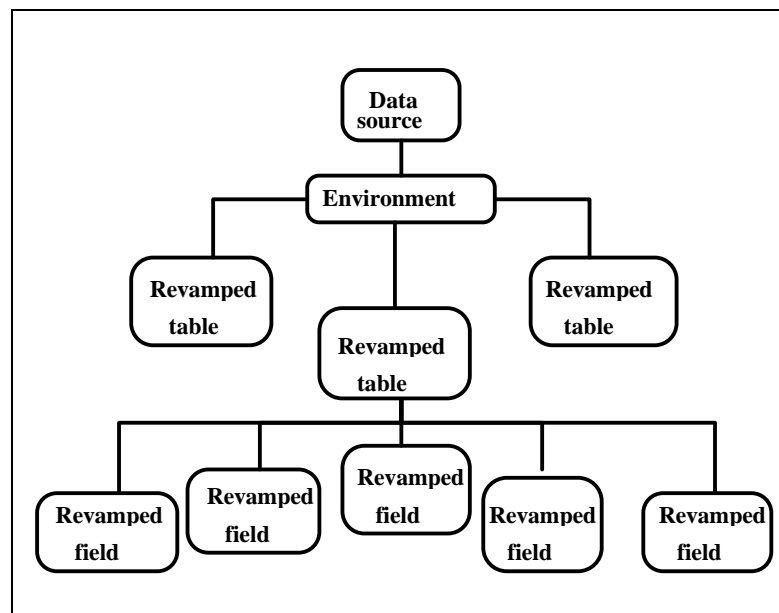 Data
source
Environment
Revamped
table
Revamped
table
Revamped
table
Revamped
field
Revamped
field
Revamped
field
Revamped
field
Revamped
field